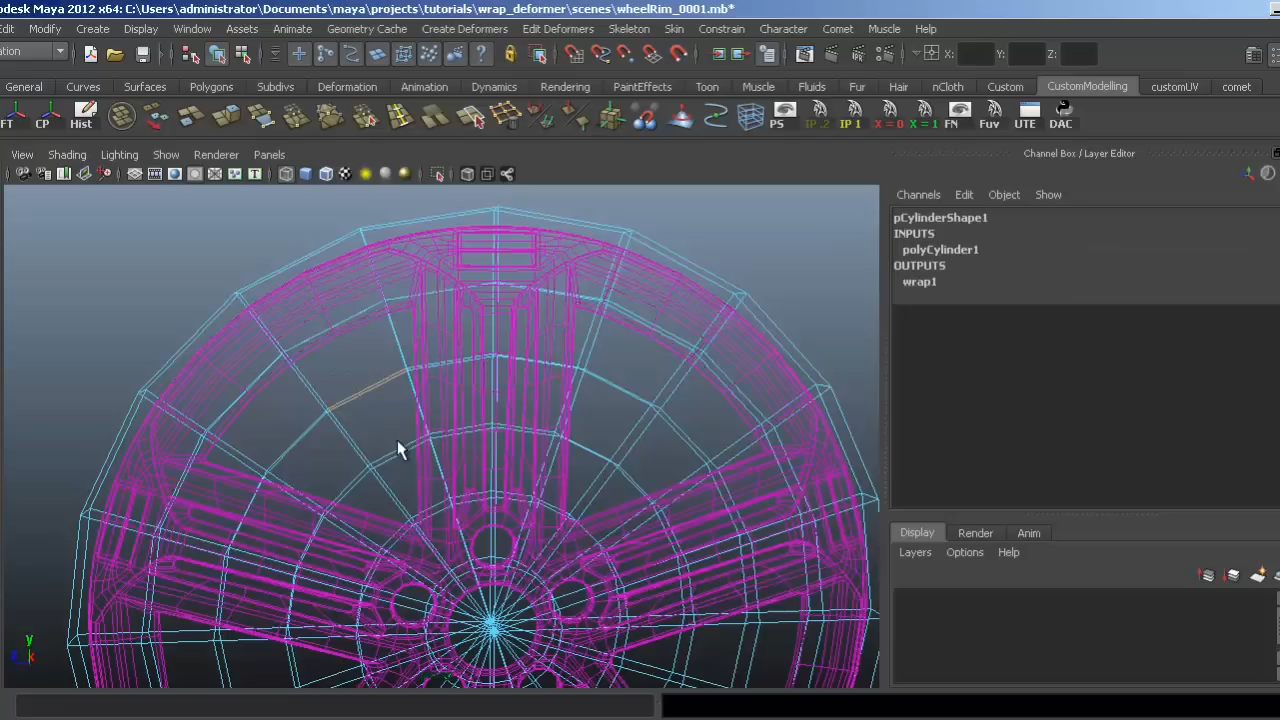 odesk Maya 2012 x64: C:\Users\administrator\Documents\maya\projects\tutorials\wrap_deformer\scenes\wheelRim_0001.mb*
Edit Modify Create Display Window Assets Animate Geometry Cache Create Deformers Edit Deformers Skeleton Skin Constrain Character Comet Muscle Help
ation X: Y: Z:
General Curves Surfaces Polygons Subdivs Deformation Animation Dynamics Rendering PaintEffects Toon Muscle Fluids Fur Hair nCloth Custom CustomModelling customUV comet
FT CP Hist PS IP .2 IP 1 X = 0 X = 1 FN Fuv UTE DAC
View Shading Lighting Show Renderer Panels
Channel Box / Layer Editor
Channels Edit Object Show
pCylinderShape1
INPUTS
polyCylinder1
OUTPUTS
wrap1
Display Render Anim
Layers Options Help
y
z x